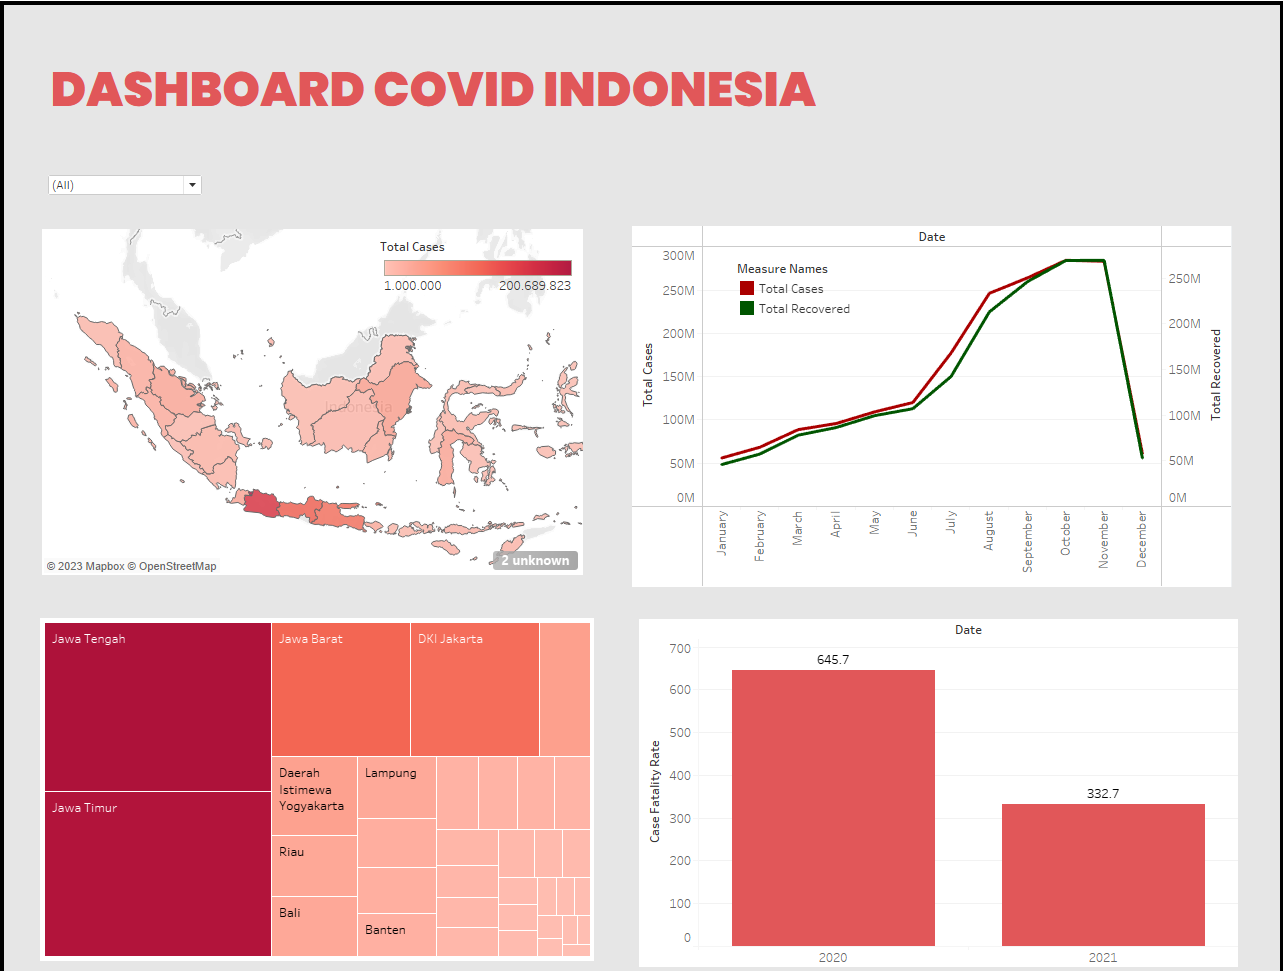 DASHBOARD COVID INDONESIA
(All)
Total Cases
1.000.000 200.689.823
Indonesia
© 2023 Mapbox © OpenStreetMap
2 unknown
Date
Measure Names
Total Cases
Total Recovered
Total Cases
300M
250M
200M
150M
100M
50M
0M
250M
200M
150M
100M
50M
0M
Total Recovered
January
February
March
April
May
June
July
August
September
October
November
December
Jawa Tengah
Jawa Timur
Jawa Barat
DKI Jakarta
Daerah
Istimewa
Yogyakarta
Lampung
Riau
Bali
Banten
Date
Case Fatality Rate
700
600
500
400
300
200
100
0
645.7
332.7
2020
2021